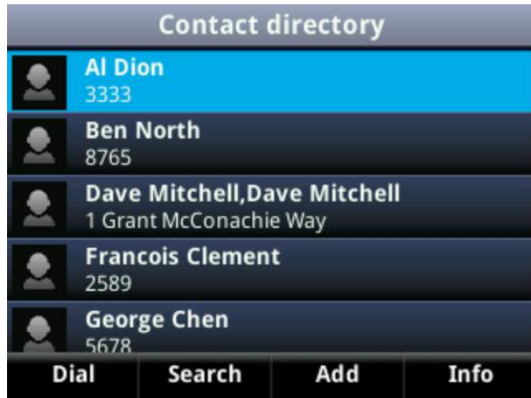 Contact directory
Al Dion
3333
Ben North
8765
Dave Mitchell,Dave Mitchell
1 Grant McConachie Way
Francois Clement
2589
George Chen
5678
Dial Search Add Info